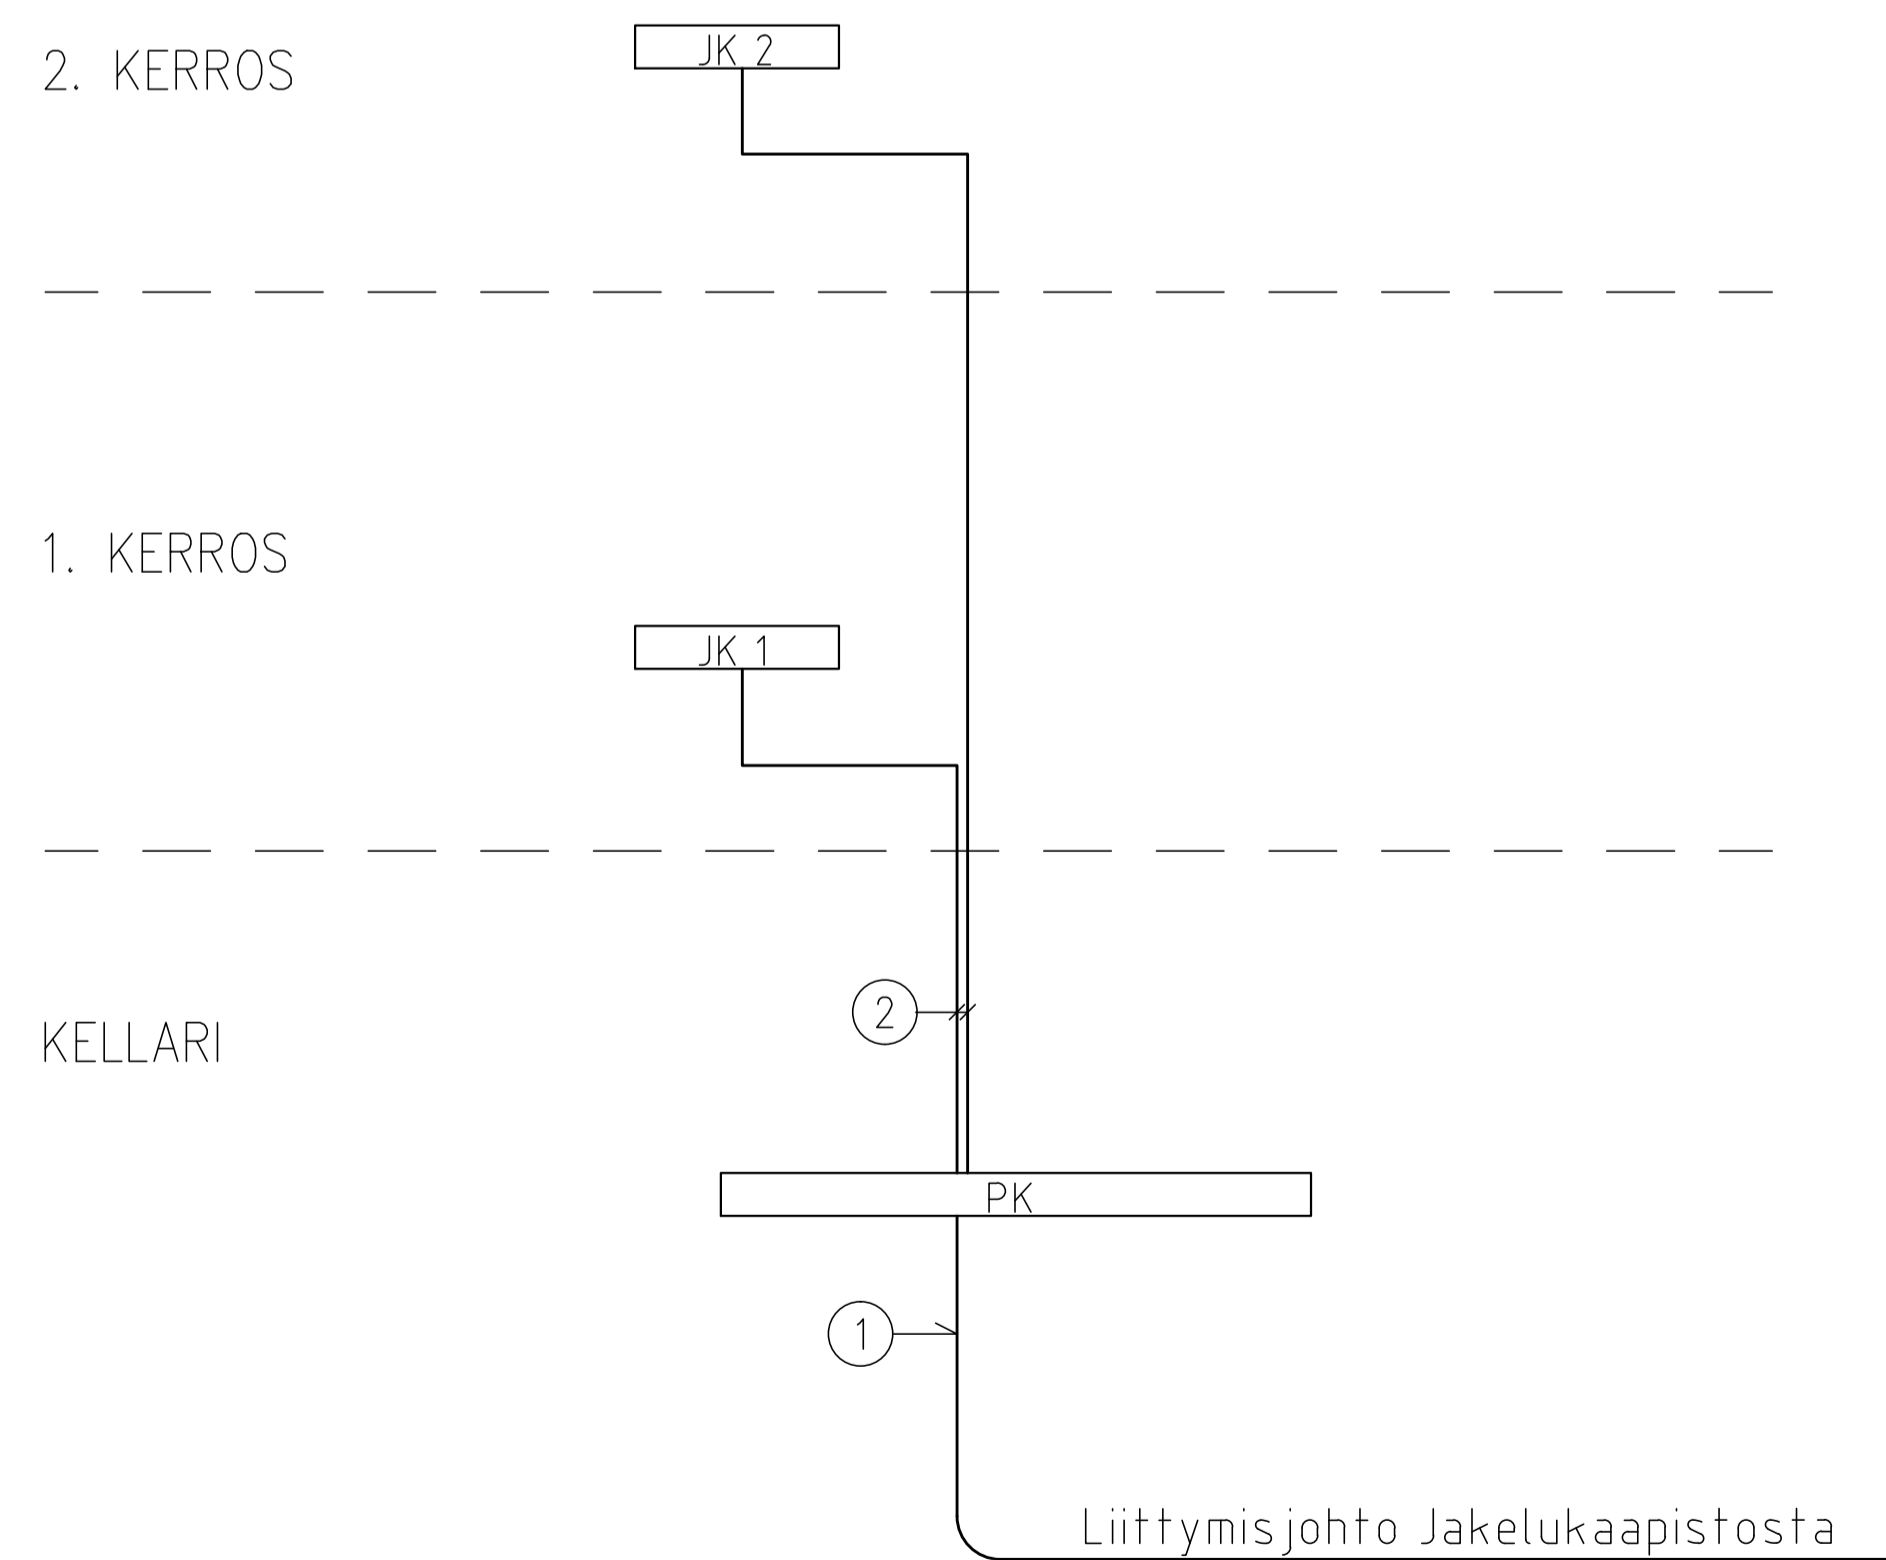 2. KERROS
JK 2
1. KERROS
JK 1
2
KELLARI
PK
1
Liittymisjohto Jakelukaapistosta